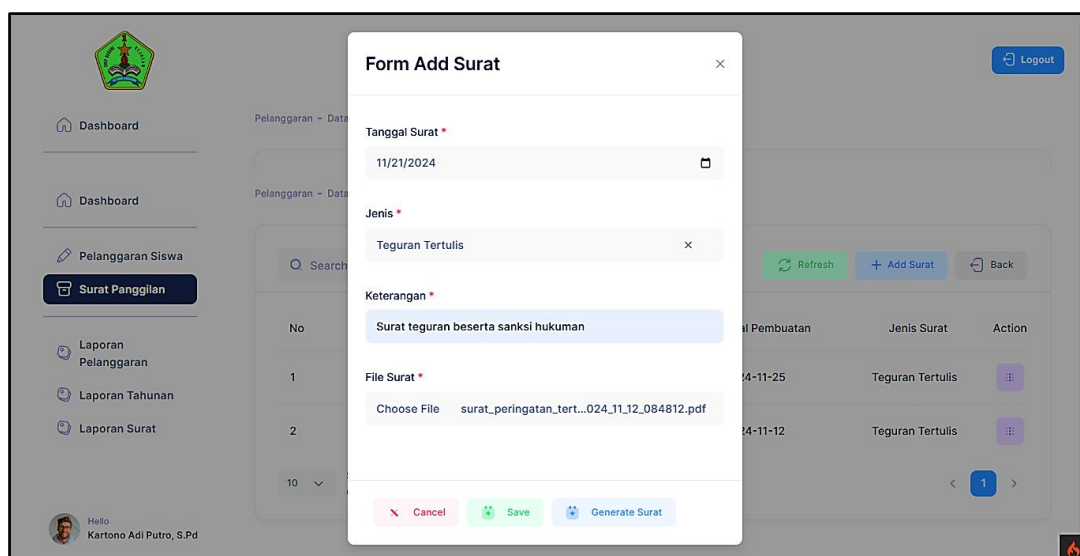 Form Add Surat
Logout
Dashboard
Pelanggaran - Data
Tanggal Surat *
11/21/2024
Dashboard
Pelanggaran - Data
Jenis *
Teguran Tertulis
Pelanggaran Siswa
Search
Refresh
+ Add Surat
Back
Surat Panggilan
Keterangan *
Surat teguran beserta sanksi hukuman
No
al Pembuatan
Jenis Surat
Action
Laporan
Pelanggaran
File Surat *
1
24-11-25
Teguran Tertulis
Laporan Tahunan
Choose File surat_peringatan_tert...024_11_12_084812.pdf
Laporan Surat
2
24-11-12
Teguran Tertulis
10
1
Cancel
Save
Generate Surat
Hello
Kartono Adi Putro, S.Pd